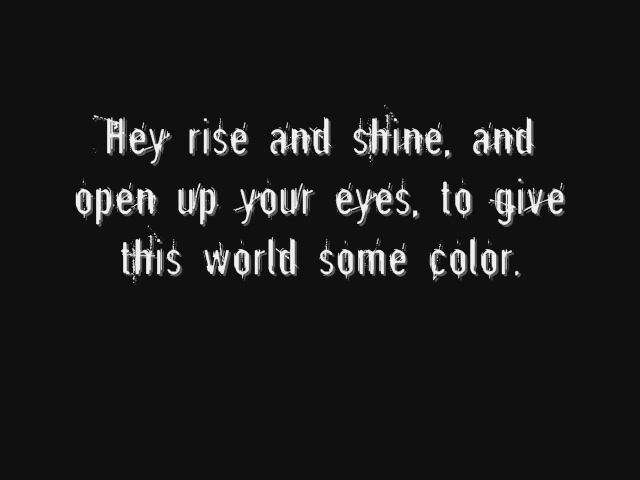 Hey rise and shine, and
open up your eyes, to give
this world some color.